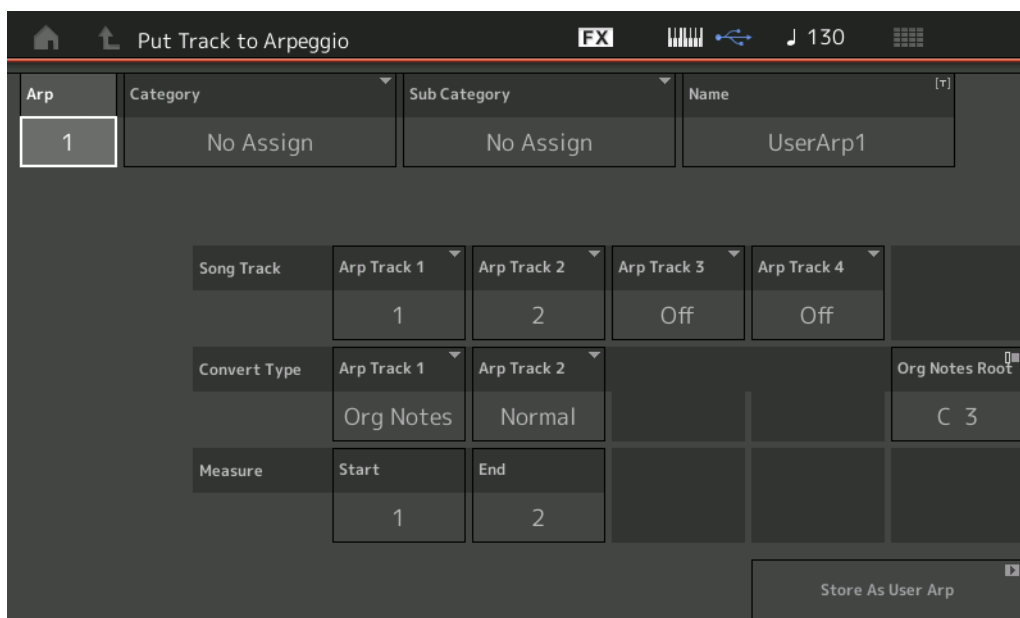 Put Track to Arpeggio FX ♩ 130
Arp Category Sub Category Name [T]
1 No Assign No Assign UserArp1
Song Track Arp Track 1 Arp Track 2 Arp Track 3 Arp Track 4
1 2 Off Off
Convert Type Arp Track 1 Arp Track 2 Org Notes Root
Org Notes Normal C 3
Measure Start End
1 2
Store As User Arp